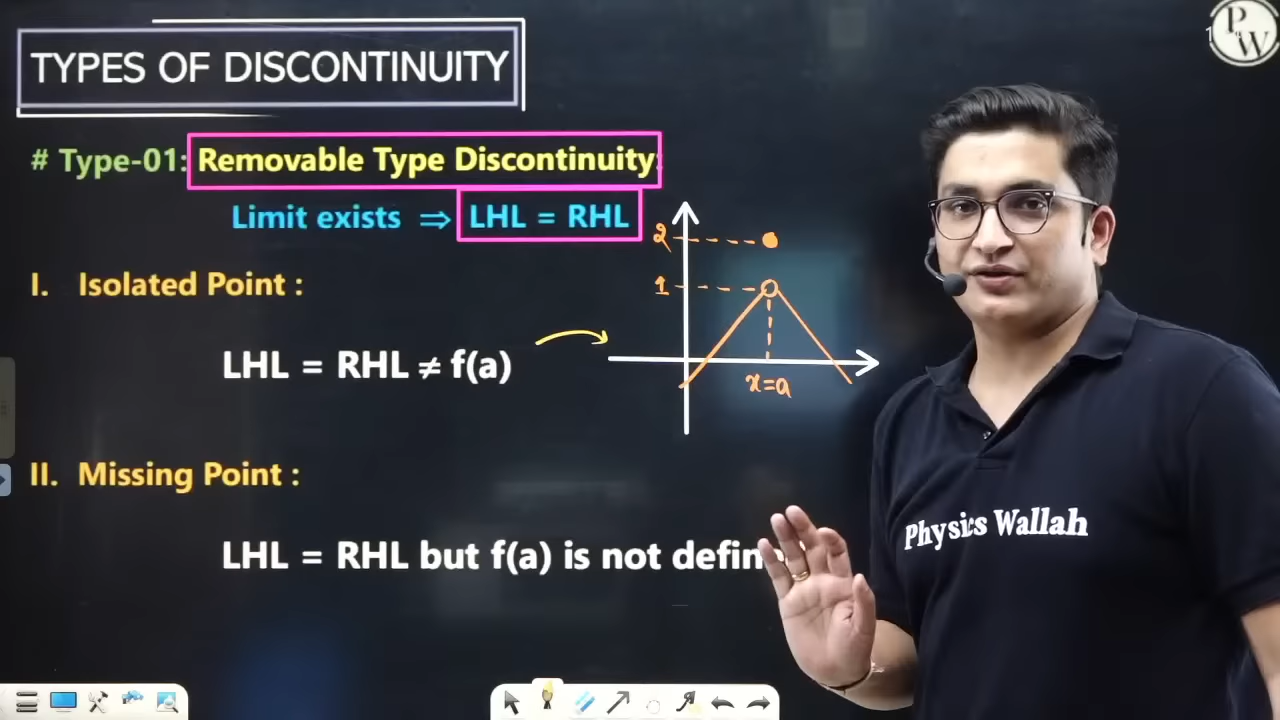 TYPES OF DISCONTINUITY
# Type-01: Removable Type Discontinuity:
Limit exists ⇒ LHL = RHL
I. Isolated Point :
2
1
LHL = RHL ≠ f(a)
x=a
II. Missing Point :
LHL = RHL but f(a) is not
PW
Physics Wallah